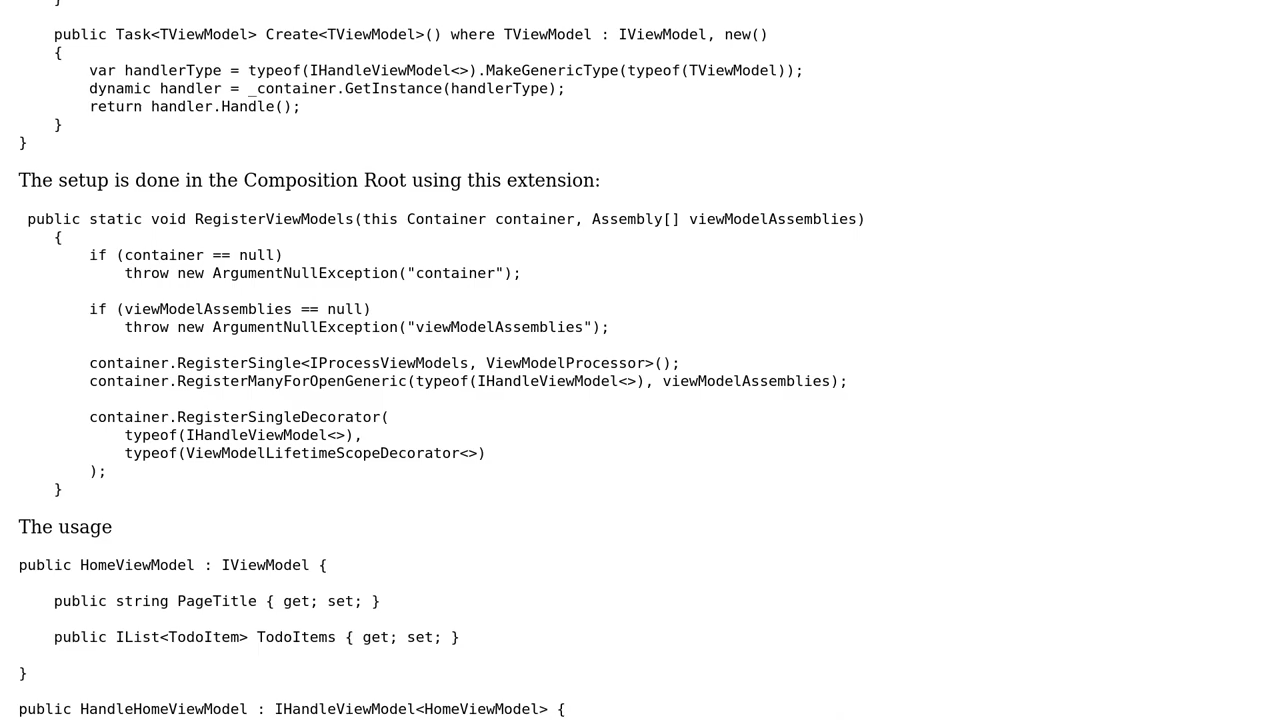 }
    public Task<TViewModel> Create<TViewModel>() where TViewModel : IViewModel, new()
    {
        var handlerType = typeof(IHandleViewModel<>).MakeGenericType(typeof(TViewModel));
        dynamic handler = _container.GetInstance(handlerType);
        return handler.Handle();
    }
}
The setup is done in the Composition Root using this extension:
 public static void RegisterViewModels(this Container container, Assembly[] viewModelAssemblies)
    {
        if (container == null)
            throw new ArgumentNullException("container");
        if (viewModelAssemblies == null)
            throw new ArgumentNullException("viewModelAssemblies");
        container.RegisterSingle<IProcessViewModels, ViewModelProcessor>();
        container.RegisterManyForOpenGeneric(typeof(IHandleViewModel<>), viewModelAssemblies);
        container.RegisterSingleDecorator(
            typeof(IHandleViewModel<>),
            typeof(ViewModelLifetimeScopeDecorator<>)
        );
    }
The usage
public HomeViewModel : IViewModel {
    public string PageTitle { get; set; }
    public IList<TodoItem> TodoItems { get; set; }
}
public HandleHomeViewModel : IHandleViewModel<HomeViewModel> {